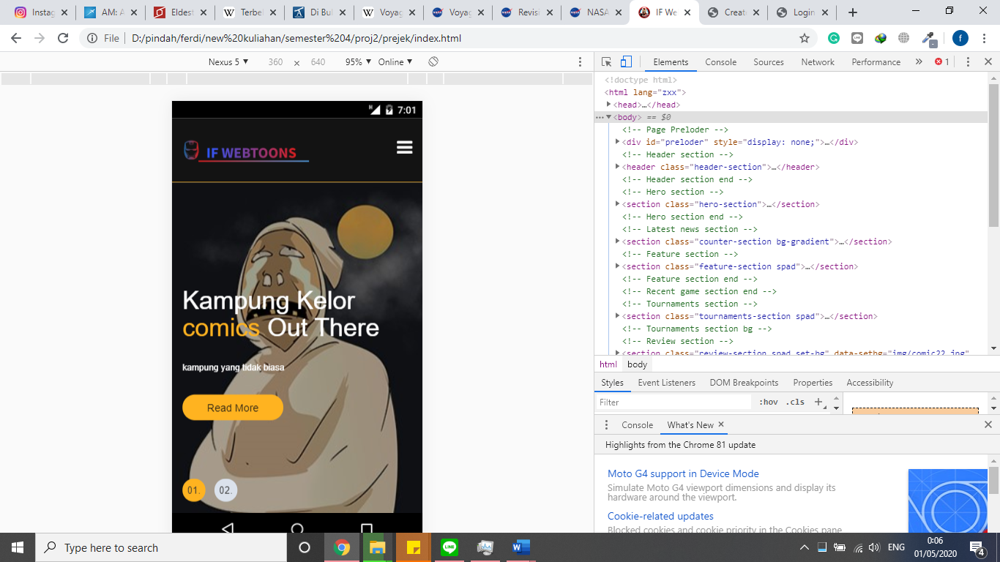 Instag
AM: A
Eldest
Terbel
Di Bul
Voyag
Voyag
Revisi
NASA
IF We
Create
Login
File
D:/pindah/ferdi/new%20kuliahan/semester%204/proj2/prejek/index.html
f
Nexus 5 ▼ 360 × 640 95% ▼ Online ▼
Elements Console Sources Network Performance » 1
7:01
IF WEBTOONS
Kampung Kelor
comics Out There
kampung yang tidak biasa
Read More
01. 02.
<!doctype html>
<html lang="zxx">
<head>…</head>
<body> == $0
<!-- Page Preloder -->
<div id="preloder" style="display: none;">…</div>
<!-- Header section -->
<header class="header-section">…</header>
<!-- Header section end -->
<!-- Hero section -->
<section class="hero-section">…</section>
<!-- Hero section end -->
<!-- Latest news section -->
<section class="counter-section bg-gradient">…</section>
<!-- Feature section -->
<section class="feature-section spad">…</section>
<!-- Feature section end -->
<!-- Recent game section end -->
<!-- Tournaments section -->
<section class="tournaments-section spad">…</section>
<!-- Tournaments section bg -->
<!-- Review section -->
<section class="review-section spad set-bg" data-setbg="img/comic22.jpg"
html body
Styles Event Listeners DOM Breakpoints Properties Accessibility
Filter :hov .cls +
Console What's New ×
Highlights from the Chrome 81 update
Moto G4 support in Device Mode
Simulate Moto G4 viewport dimensions and display its
hardware around the viewport.
Cookie-related updates
Blocked cookies and cookie priority in the Cookies pane
Type here to search
ENG
0:06
01/05/2020
4